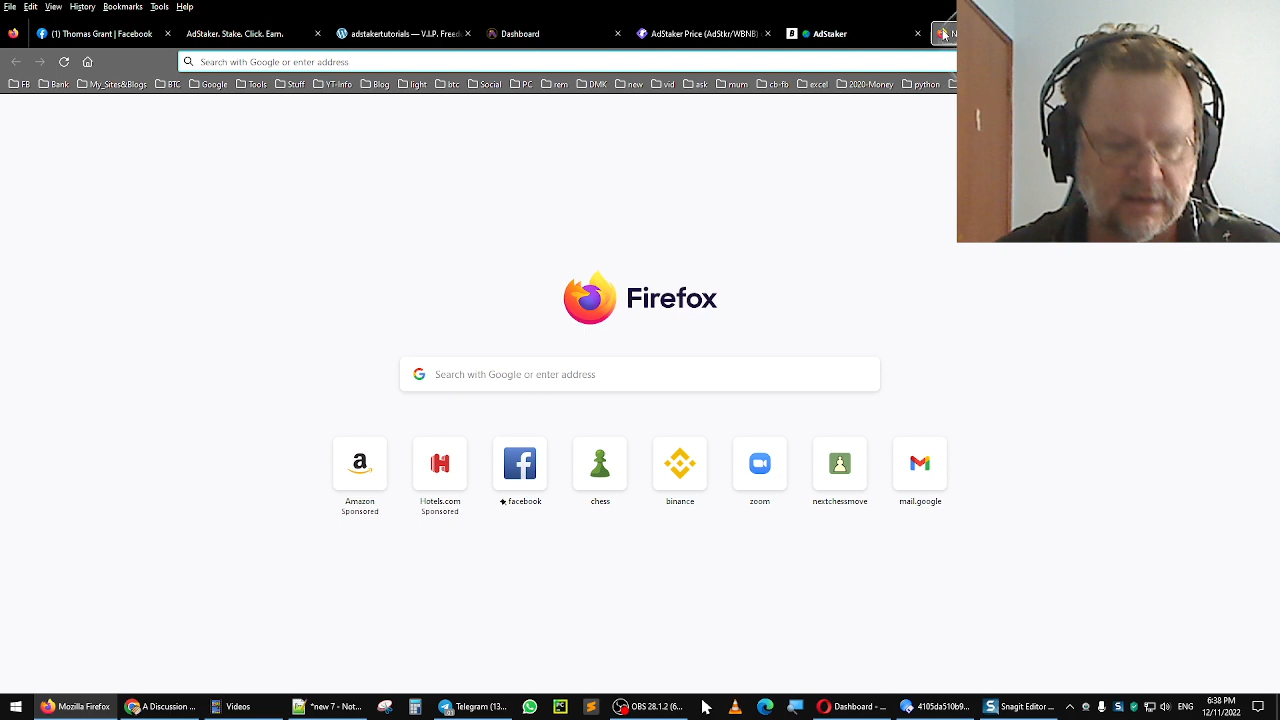 File Edit View History Bookmarks Tools Help
(1) Thomas Grant | Facebook
AdStaker. Stake. Click. Earn.
adstakertutorials — V.I.P. Freed
Dashboard
AdStaker Price (AdStkr/WBNB)
AdStaker
Search with Google or enter address
FB Bank My_Sites&Blogs BTC Google Tools Stuff YT-Info Blog light btc Social PC rem DMK new vid ask mum cb-fb excel 2020-Money python
Firefox
Search with Google or enter address
Amazon
Sponsored
Hotels.com
Sponsored
facebook
chess
binance
zoom
nextchessmove
mail.google
Mozilla Firefox
A Discussion ...
Videos
*new 7 - Not...
Telegram (13...
OBS 28.1.2 (6...
Dashboard - ...
4105da510b9...
Snagit Editor ...
ENG
6:38 PM
12/11/2022